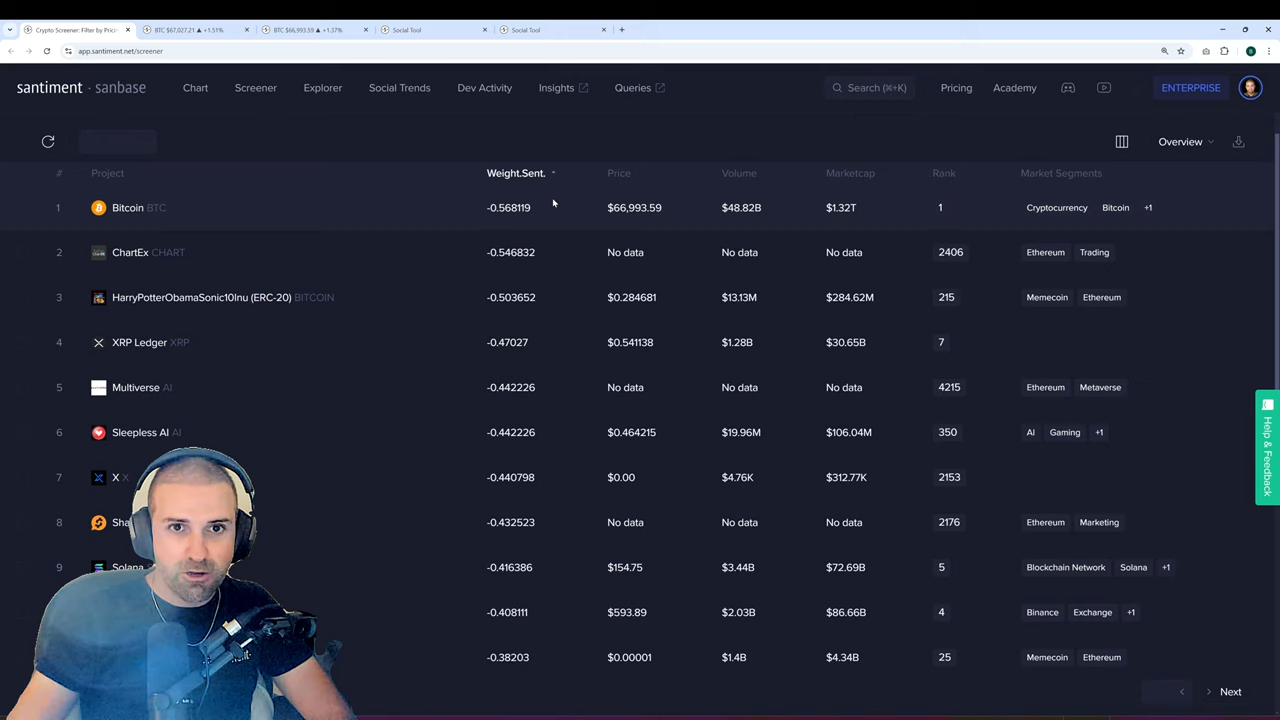 Crypto Screener: Filter by Pricin
BTC $67,027.21 ▲ +1.51%
BTC $66,993.59 ▲ +1.37%
Social Tool
Social Tool
app.santiment.net/screener
santiment · sanbase
Chart
Screener
Explorer
Social Trends
Dev Activity
Insights
Queries
Search (⌘+K)
Pricing
Academy
ENTERPRISE
Overview
# Project Weight.Sent. Price Volume Marketcap Rank Market Segments
1 Bitcoin BTC -0.568119 $66,993.59 $48.82B $1.32T 1 Cryptocurrency Bitcoin +1
2 ChartEx CHART -0.546832 No data No data No data 2406 Ethereum Trading
3 HarryPotterObamaSonic10Inu (ERC-20) BITCOIN -0.503652 $0.284681 $13.13M $284.62M 215 Memecoin Ethereum
4 XRP Ledger XRP -0.47027 $0.541138 $1.28B $30.65B 7
5 Multiverse AI -0.442226 No data No data No data 4215 Ethereum Metaverse
6 Sleepless AI AI -0.442226 $0.464215 $19.96M $106.04M 350 AI Gaming +1
7 X X -0.440798 $0.00 $4.76K $312.77K 2153
8 Sha -0.432523 No data No data No data 2176 Ethereum Marketing
9 Solana -0.416386 $154.75 $3.44B $72.69B 5 Blockchain Network Solana +1
-0.408111 $593.89 $2.03B $86.66B 4 Binance Exchange +1
-0.38203 $0.00001 $1.4B $4.34B 25 Memecoin Ethereum
Help & Feedback
Next